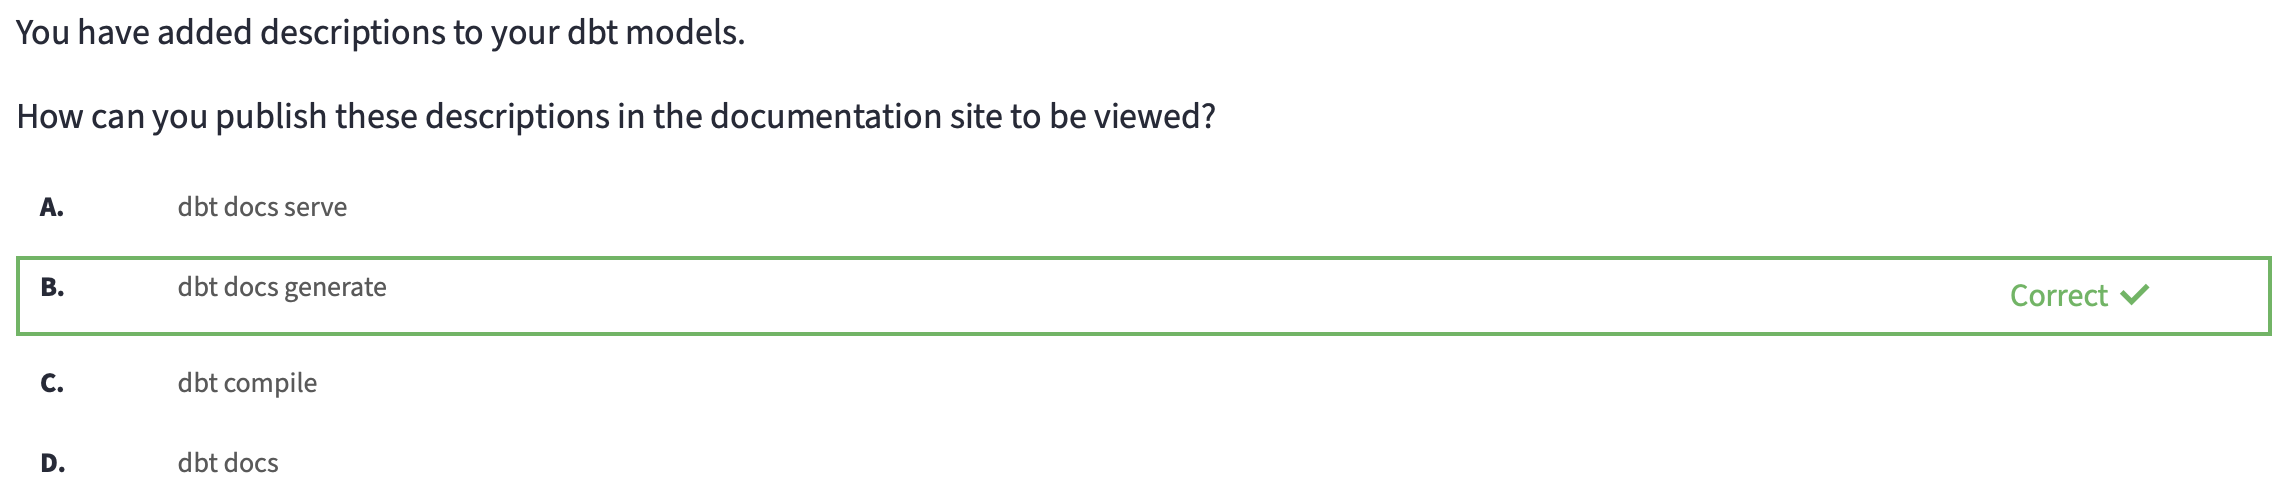 You have added descriptions to your dbt models.
How can you publish these descriptions in the documentation site to be viewed?
A. dbt docs serve
B. dbt docs generate Correct ✓
C. dbt compile
D. dbt docs